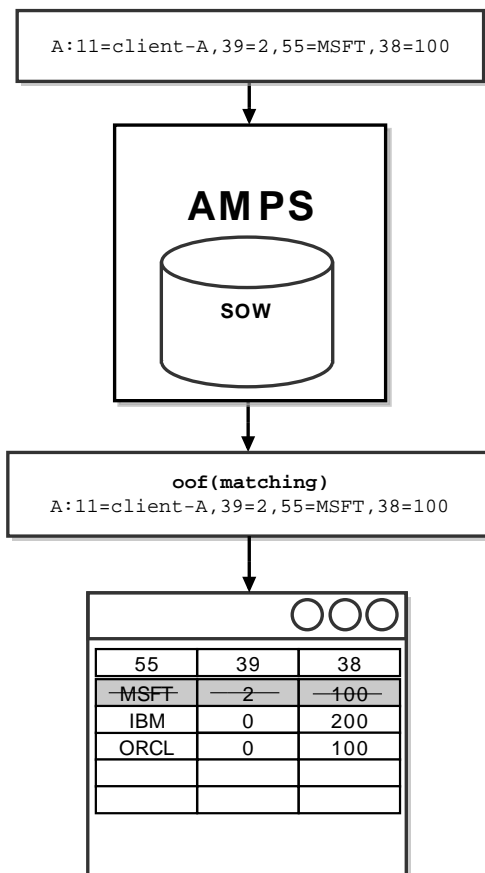 A:11=client-A,39=2,55=MSFT,38=100
AMPS
SOW
oof(matching)
A:11=client-A,39=2,55=MSFT,38=100
55 39 38
MSFT 2 100
IBM 0 200
ORCL 0 100